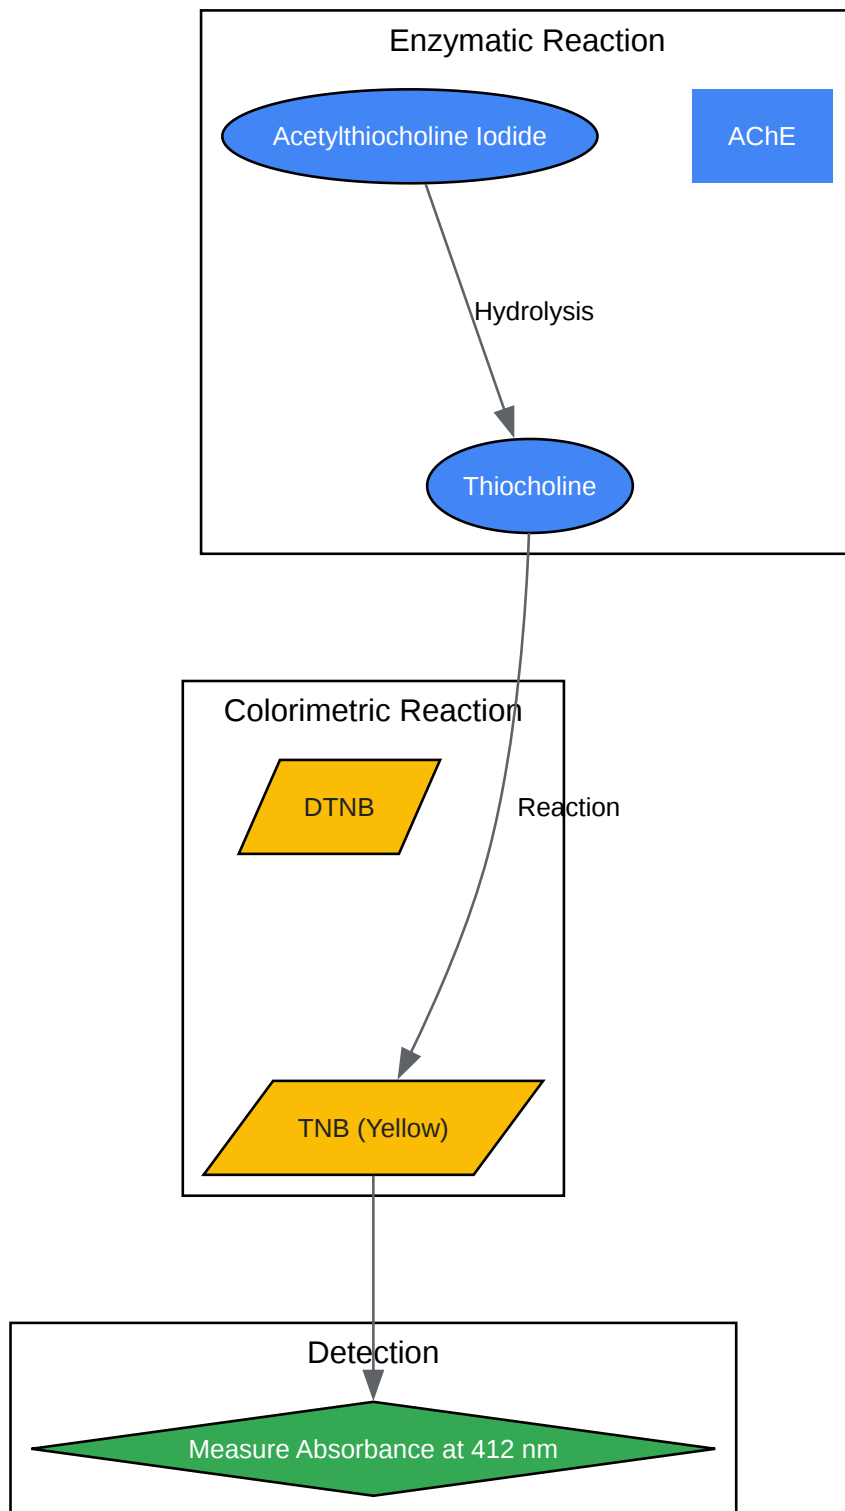 Enzymatic Reaction
Acetylthiocholine Iodide
AChE
Hydrolysis
Thiocholine
Colorimetric Reaction
DTNB
Reaction
TNB (Yellow)
Detection
Measure Absorbance at 412 nm